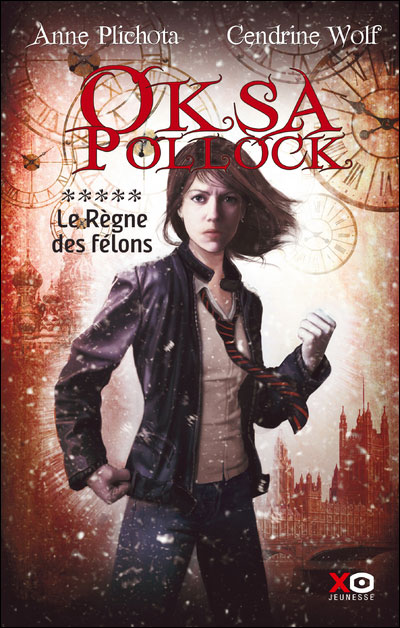 Anne Plichota Cendrine Wolf
OKSA
POLLOCK
*****
Le Règne
des félons
XO
JEUNESSE